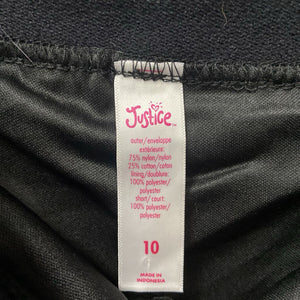 Justice™
outer/enveloppe
extérieure:
75% nylon/nylon
25% cotton/coton
lining/doublure:
100% polyester/
polyester
short/court:
100% polyester/
polyester
10
MADE IN
INDONESIA